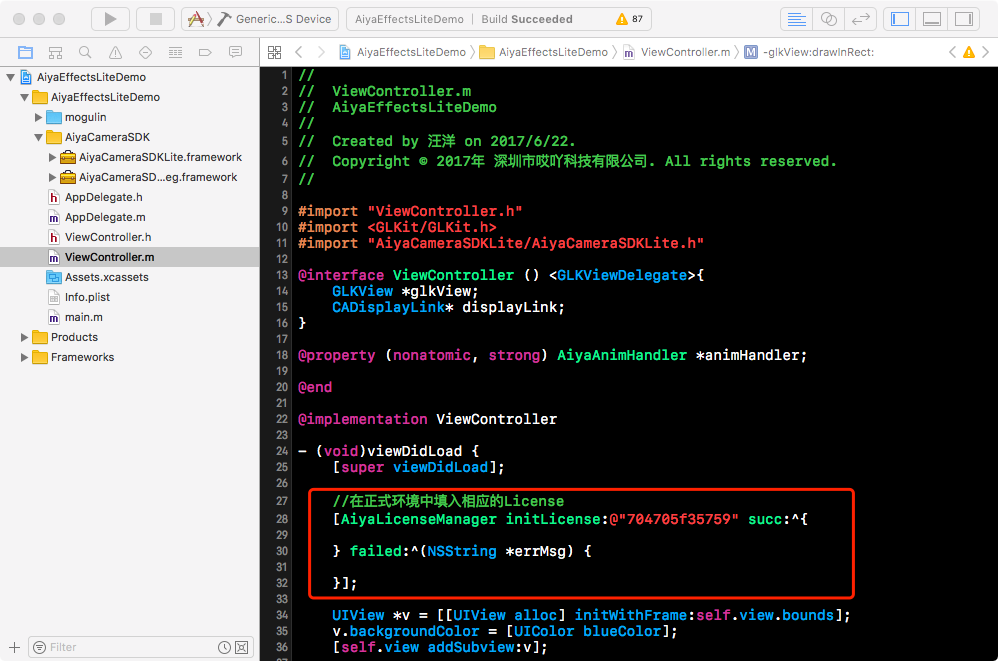 Generic...S Device
AiyaEffectsLiteDemo | Build Succeeded
87
AiyaEffectsLiteDemo
AiyaEffectsLiteDemo
ViewController.m
M
-glkView:drawInRect:
AiyaEffectsLiteDemo
AiyaEffectsLiteDemo
mogulin
AiyaCameraSDK
AiyaCameraSDKLite.framework
AiyaCameraSD...eg.framework
h AppDelegate.h
m AppDelegate.m
h ViewController.h
m ViewController.m
Assets.xcassets
Info.plist
m main.m
Products
Frameworks
Filter
1 //
2 //  ViewController.m
3 //  AiyaEffectsLiteDemo
4 //
5 //  Created by 汪洋 on 2017/6/22.
6 //  Copyright © 2017年 深圳市哎吖科技有限公司. All rights reserved.
7 //
8
9 #import "ViewController.h"
10 #import <GLKit/GLKit.h>
11 #import "AiyaCameraSDKLite/AiyaCameraSDKLite.h"
12
13 @interface ViewController () <GLKViewDelegate>{
14     GLKView *glkView;
15     CADisplayLink* displayLink;
16 }
17
18 @property (nonatomic, strong) AiyaAnimHandler *animHandler;
19
20 @end
21
22 @implementation ViewController
23
24 - (void)viewDidLoad {
25     [super viewDidLoad];
26
27     //在正式环境中填入相应的License
28     [AiyaLicenseManager initLicense:@"704705f35759" succ:^{
29
30     } failed:^(NSString *errMsg) {
31
32     }];
33
34     UIView *v = [[UIView alloc] initWithFrame:self.view.bounds];
35     v.backgroundColor = [UIColor blueColor];
36     [self.view addSubview:v];